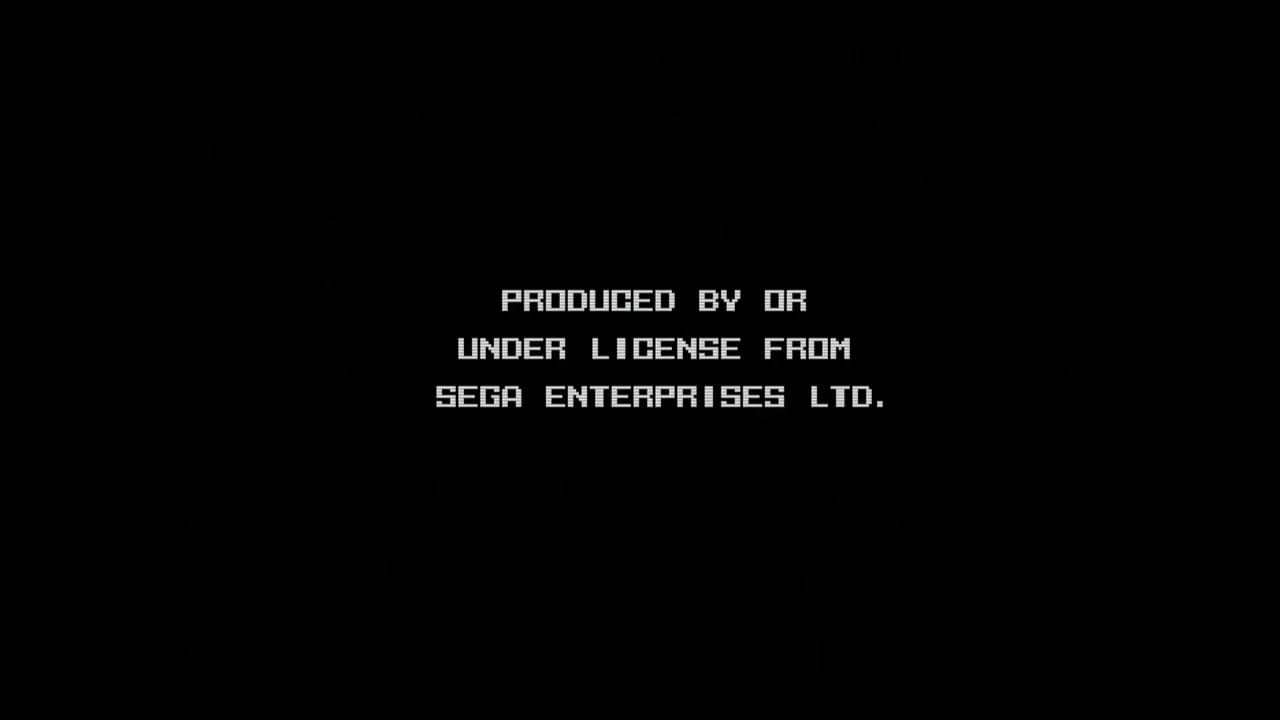 PRODUCED BY OR
UNDER LICENSE FROM
SEGA ENTERPRISES LTD.